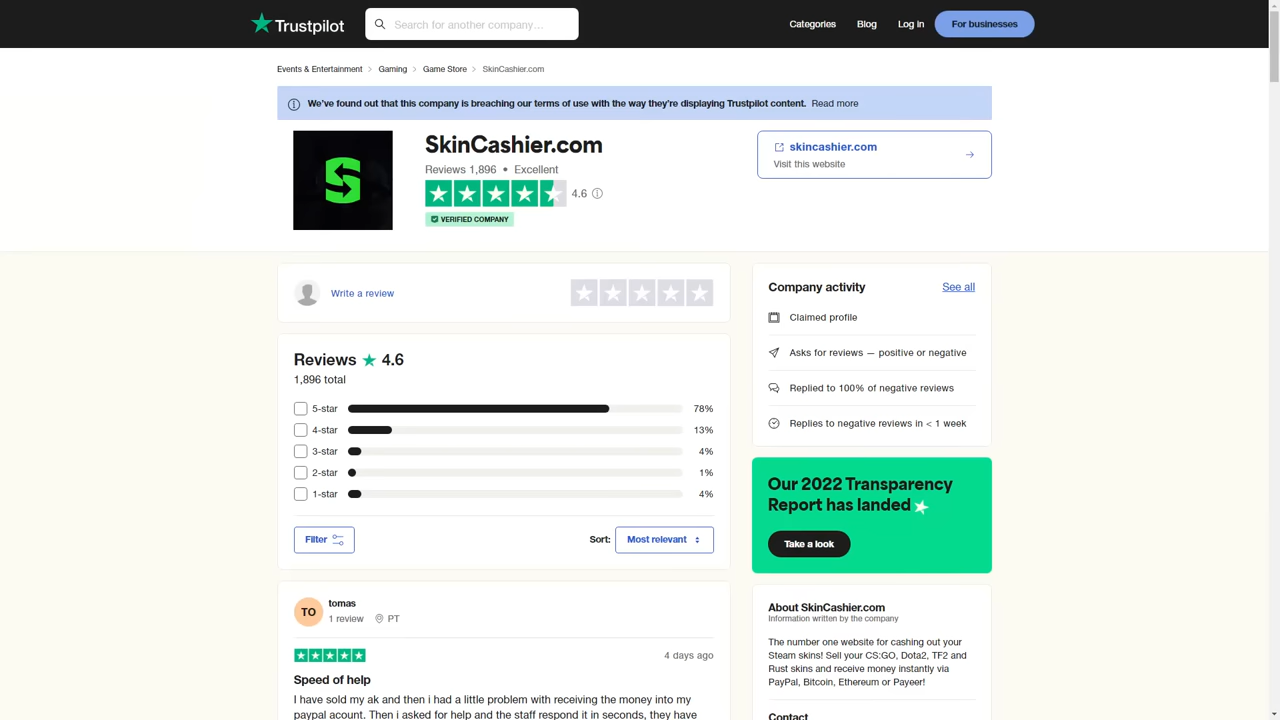 Trustpilot
Search for another company…
Categories
Blog
Log in
For businesses
Events & Entertainment > Gaming > Game Store > SkinCashier.com
We've found out that this company is breaching our terms of use with the way they're displaying Trustpilot content. Read more
SkinCashier.com
Reviews 1,896 • Excellent
4.6
VERIFIED COMPANY
skincashier.com
Visit this website
Write a review
Reviews ★ 4.6
1,896 total
5-star 78%
4-star 13%
3-star 4%
2-star 1%
1-star 4%
Filter
Sort: Most relevant
TO
tomas
1 review PT
4 days ago
Speed of help
I have sold my ak and then i had a little problem with receiving the money into my
paypal acount. Then i asked for help and the staff respond it in seconds, they have
Company activity
See all
Claimed profile
Asks for reviews — positive or negative
Replied to 100% of negative reviews
Replies to negative reviews in < 1 week
Our 2022 Transparency
Report has landed
Take a look
About SkinCashier.com
Information written by the company
The number one website for cashing out your
Steam skins! Sell your CS:GO, Dota2, TF2 and
Rust skins and receive money instantly via
PayPal, Bitcoin, Ethereum or Payeer!
Contact